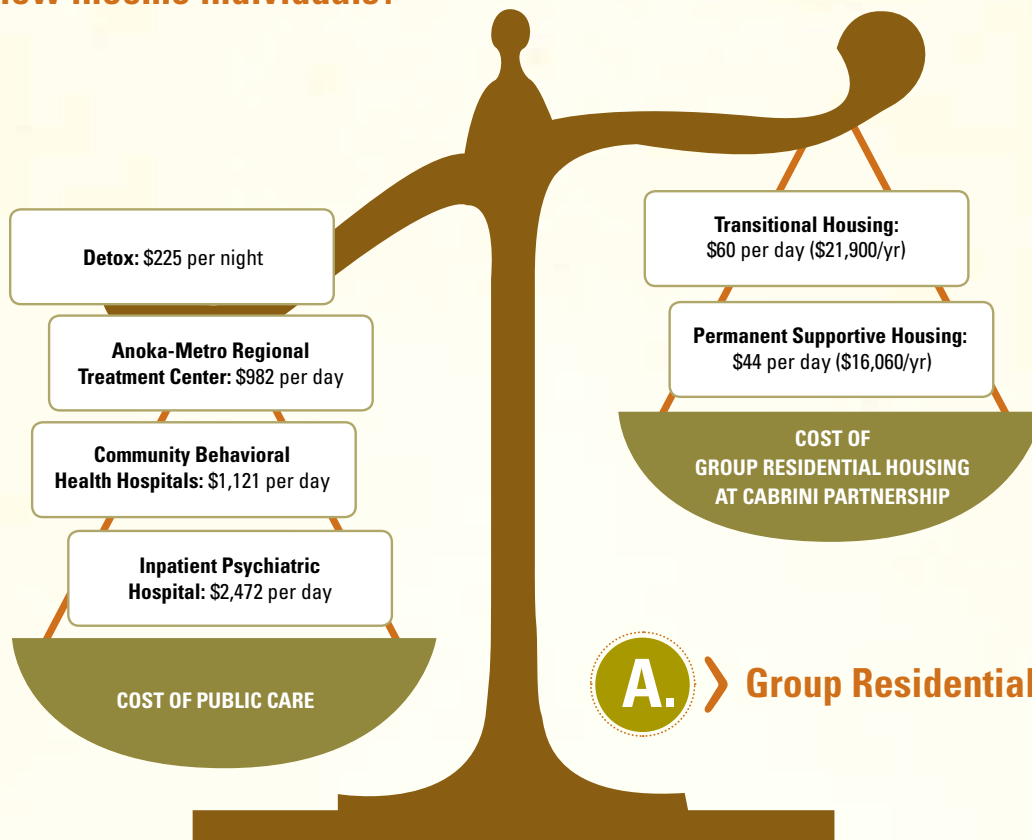 low-income individuals?
Detox: $225 per night
Anoka-Metro Regional
Treatment Center: $982 per day
Community Behavioral
Health Hospitals: $1,121 per day
Inpatient Psychiatric
Hospital: $2,472 per day
COST OF PUBLIC CARE
Transitional Housing:
$60 per day ($21,900/yr)
Permanent Supportive Housing:
$44 per day ($16,060/yr)
COST OF
GROUP RESIDENTIAL HOUSING
AT CABRINI PARTNERSHIP
A. Group Residential